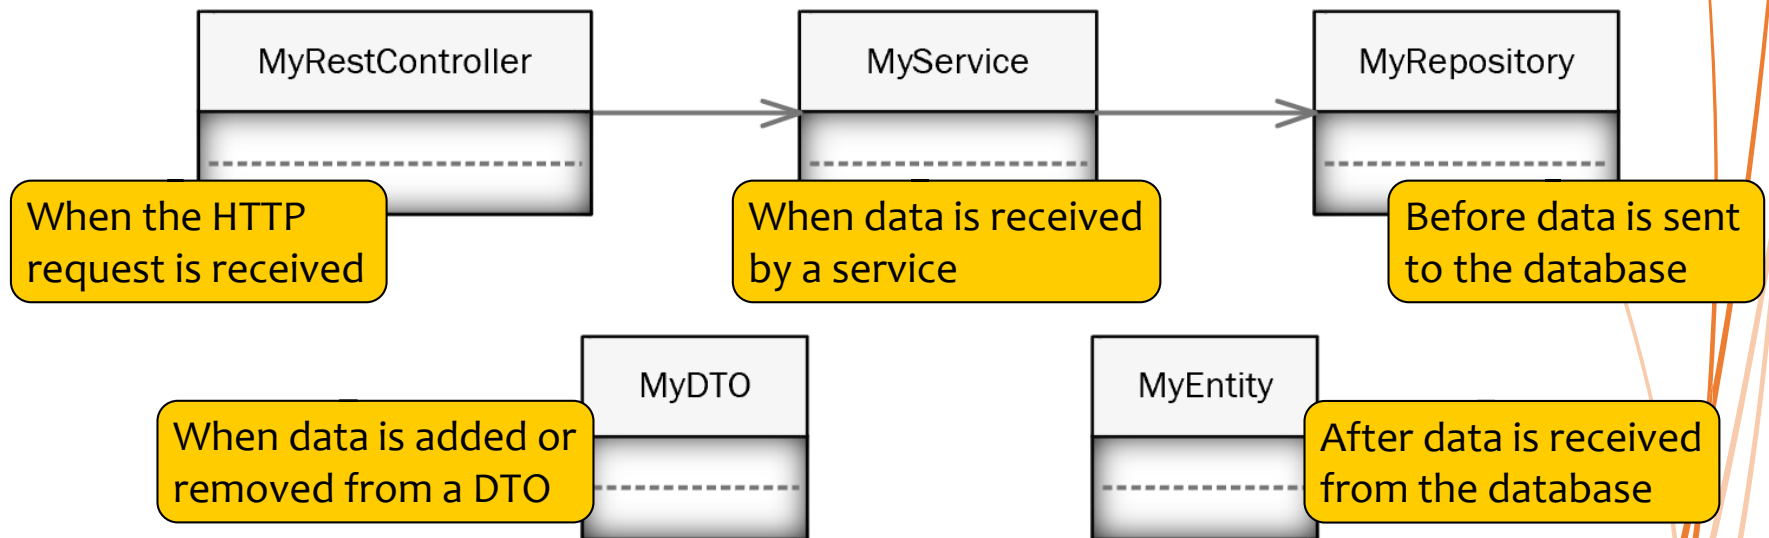 MyRestController
MyService
MyRepository
When the HTTP
request is received
When data is received
by a service
Before data is sent
to the database
MyDTO
MyEntity
When data is added or
removed from a DTO
After data is received
from the database